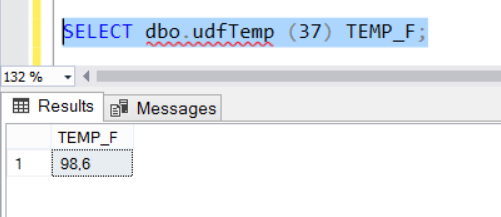 SELECT dbo.udfTemp (37) TEMP_F;
132 %
Results Messages
TEMP_F
1 98,6